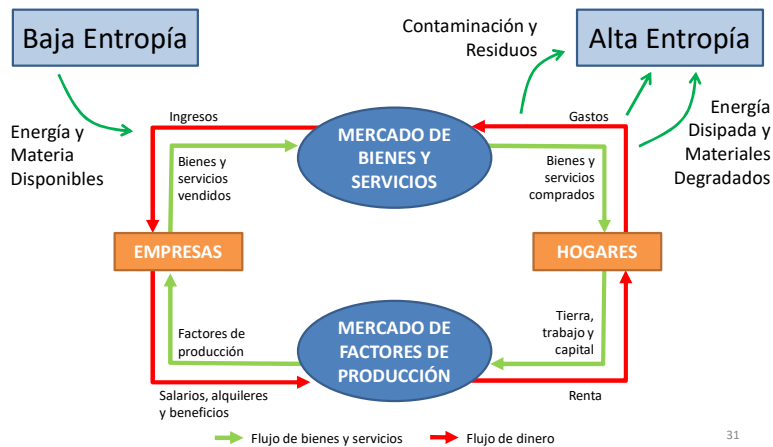 Baja Entropía
Contaminación y
Residuos
Alta Entropía
Energía y
Materia
Disponibles
Ingresos
MERCADO DE
BIENES Y
SERVICIOS
Gastos
Energía
Disipada y
Materiales
Degradados
Bienes y
servicios
vendidos
Bienes y
servicios
comprados
EMPRESAS
HOGARES
Factores de
producción
MERCADO DE
FACTORES DE
PRODUCCIÓN
Tierra,
trabajo y
capital
Salarios, alquileres
y beneficios
Renta
Flujo de bienes y servicios
Flujo de dinero
31